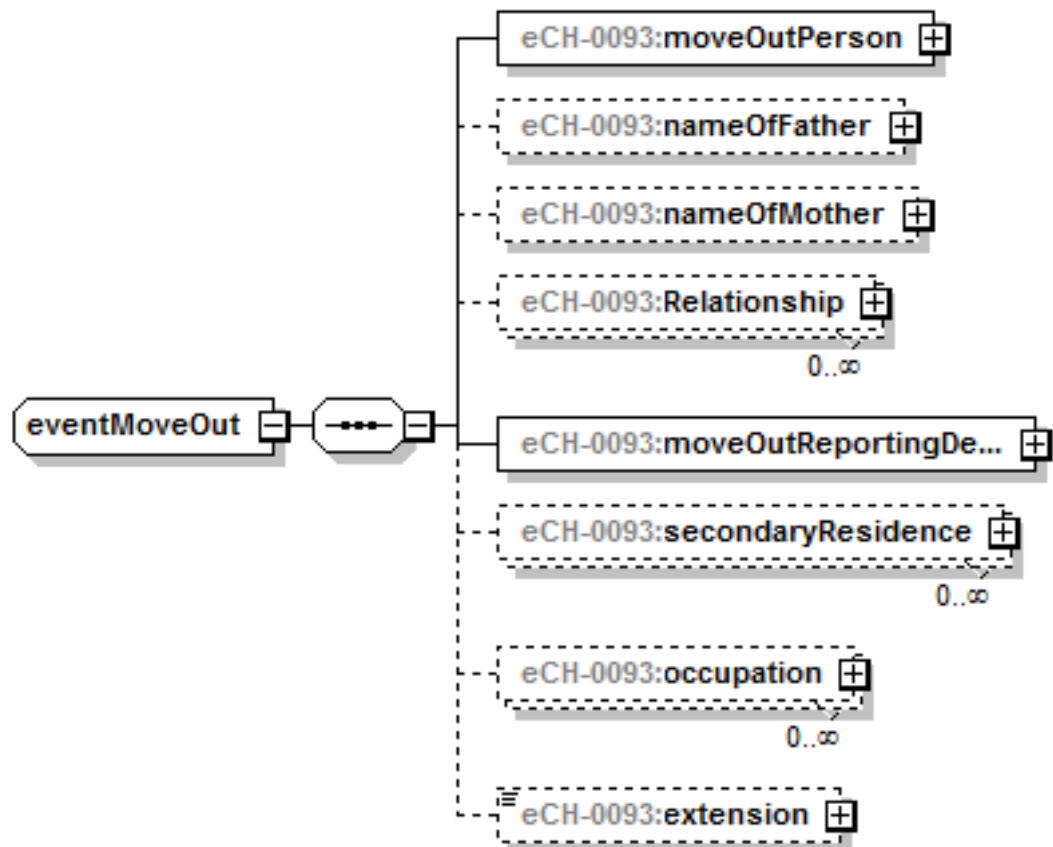 eCH-0093:moveOutPerson
eCH-0093:nameOfFather
eCH-0093:nameOfMother
eCH-0093:Relationship
0..∞
eventMoveOut
eCH-0093:moveOutReportingDe...
eCH-0093:secondaryResidence
0..∞
eCH-0093:occupation
0..∞
eCH-0093:extension